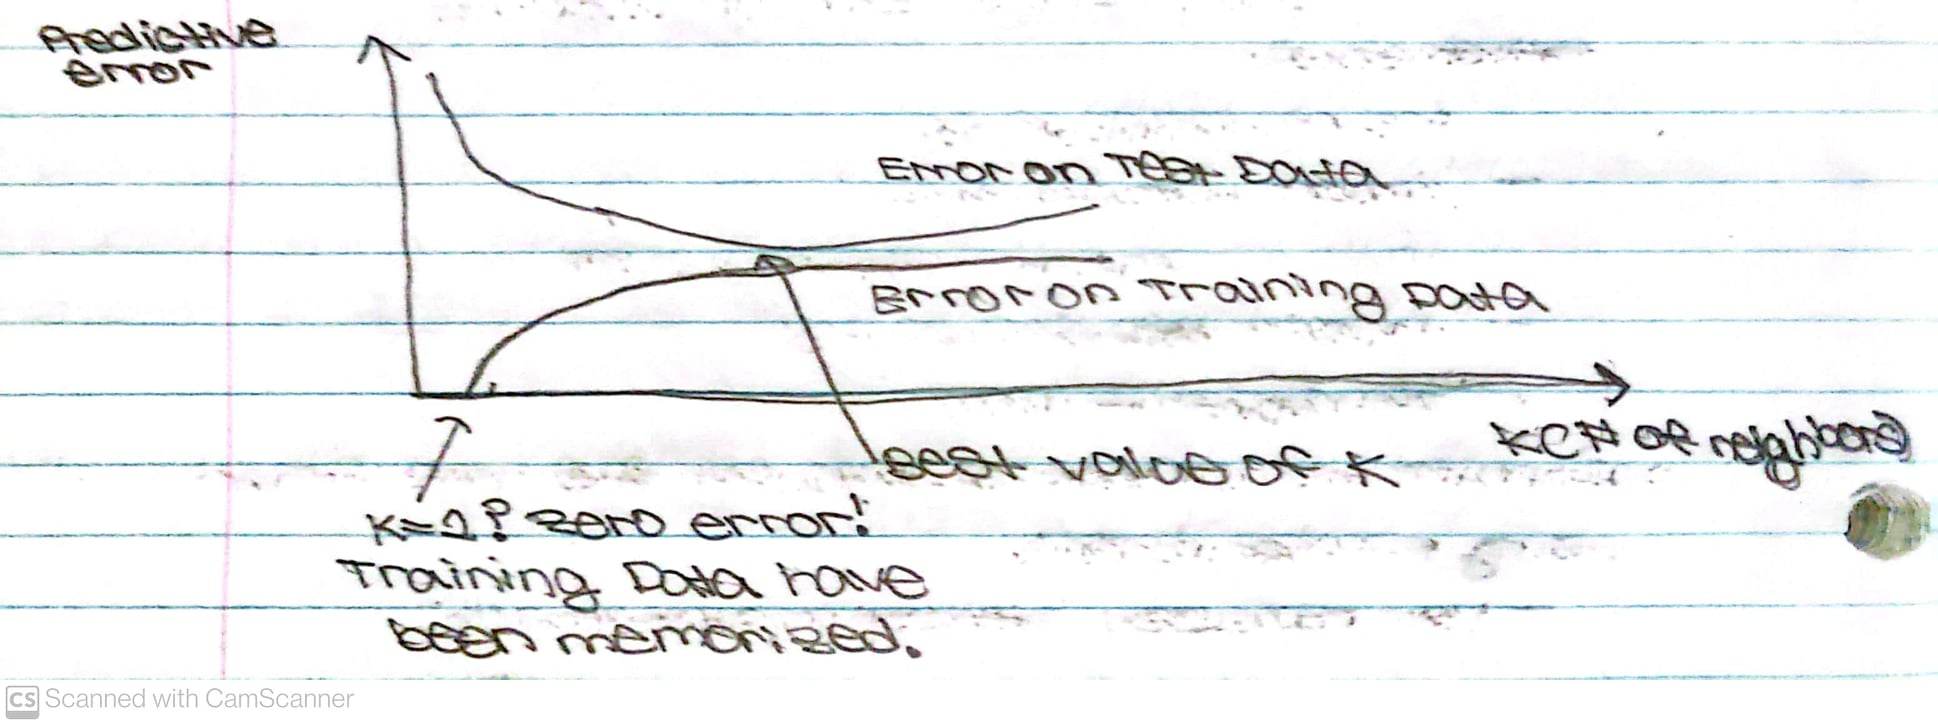 Predictive
error
Error on Test Data
Error on Training Data
K(# of neighbors)
Best value of K
K=1? zero error!
Training Data have
been memorized.
CS Scanned with CamScanner